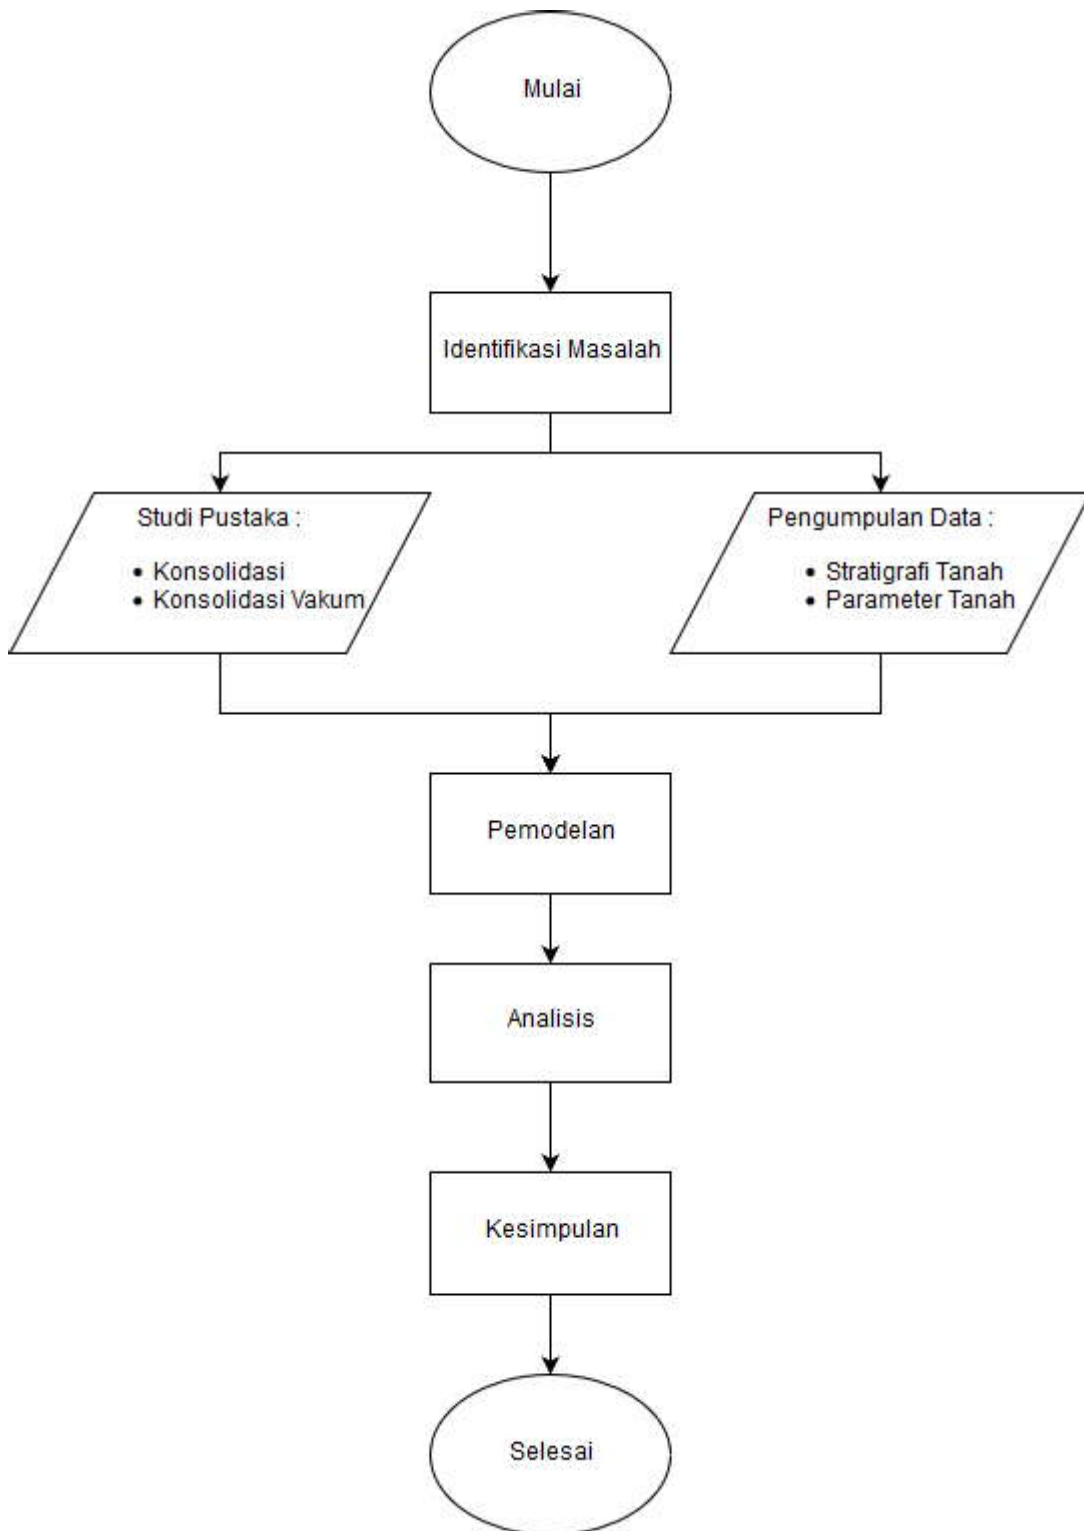 Mulai
Identifikasi Masalah
Studi Pustaka :
• Konsolidasi
• Konsolidasi Vakum
Pengumpulan Data :
• Stratigrafi Tanah
• Parameter Tanah
Pemodelan
Analisis
Kesimpulan
Selesai